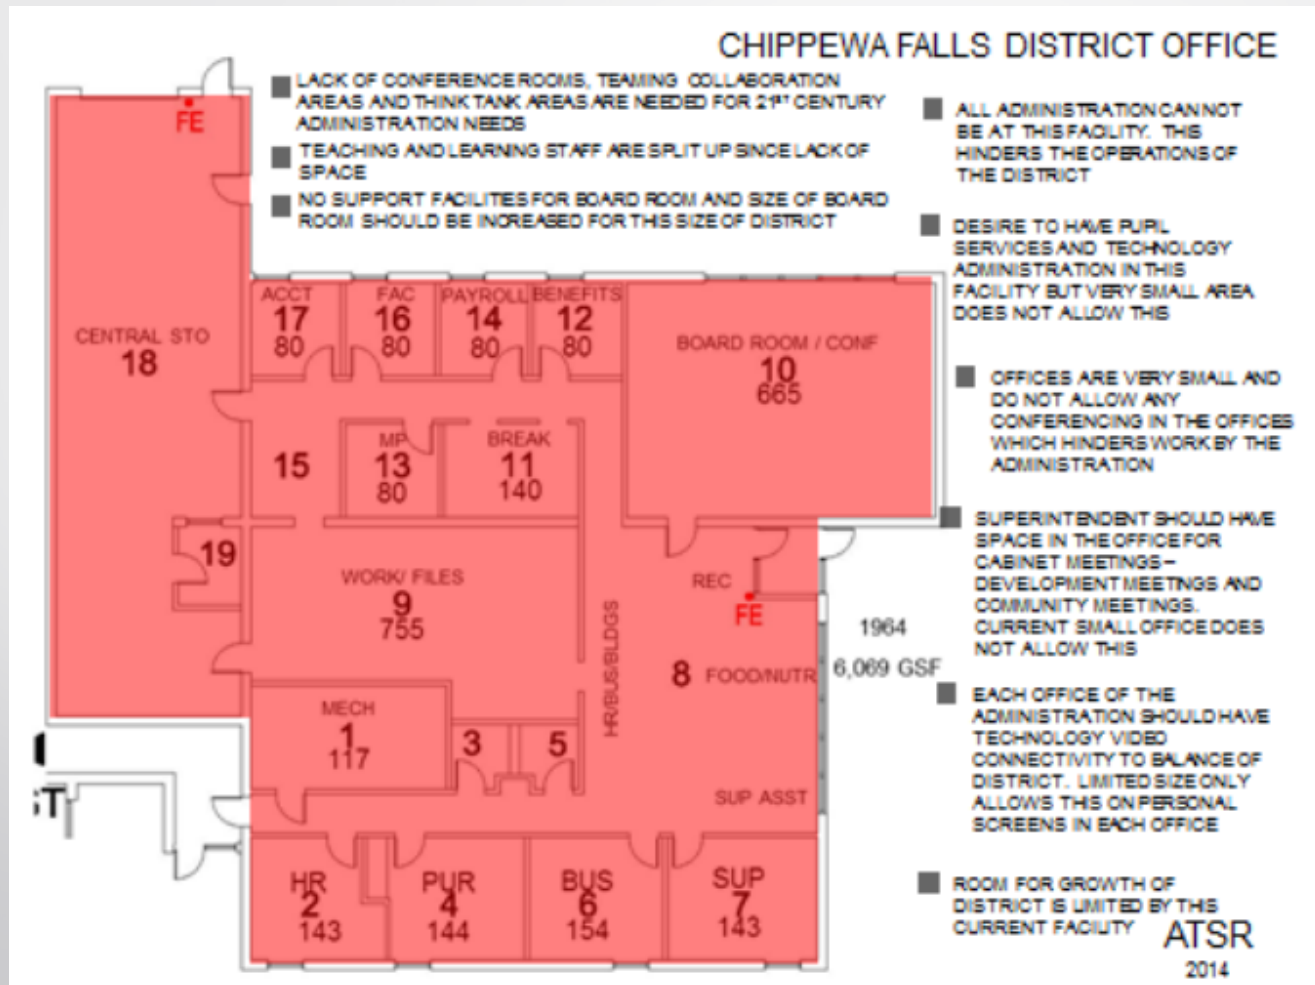 CHIPPEWA FALLS DISTRICT OFFICE
LACK OF CONFERENCE ROOMS, TEAMING COLLABORATION
AREAS AND THINK TANK AREAS ARE NEEDED FOR 21ST CENTURY
ADMINISTRATION NEEDS
TEACHING AND LEARNING STAFF ARE SPLIT UP SINCE LACK OF
SPACE
NO SUPPORT FACILITIES FOR BOARD ROOM AND SIZE OF BOARD
ROOM SHOULD BE INCREASED FOR THIS SIZE OF DISTRICT
ALL ADMINISTRATION CANNOT
BE AT THIS FACILITY. THIS
HINDERS THE OPERATIONS OF
THE DISTRICT
DESIRE TO HAVE PUPIL
SERVICES AND TECHNOLOGY
ADMINISTRATION IN THIS
FACILITY BUT VERY SMALL AREA
DOES NOT ALLOW THIS
OFFICES ARE VERY SMALL AND
DO NOT ALLOW ANY
CONFERENCING IN THE OFFICES
WHICH HINDERS WORK BY THE
ADMINISTRATION
SUPERINTENDENT SHOULD HAVE
SPACE IN THE OFFICE FOR
CABINET MEETINGS –
DEVELOPMENT MEETINGS AND
COMMUNITY MEETINGS.
CURRENT SMALL OFFICE DOES
NOT ALLOW THIS
EACH OFFICE OF THE
ADMINISTRATION SHOULD HAVE
TECHNOLOGY VIDEO
CONNECTIVITY TO BALANCE OF
DISTRICT. LIMITED SIZE ONLY
ALLOWS THIS ON PERSONAL
SCREENS IN EACH OFFICE
ROOM FOR GROWTH OF
DISTRICT IS LIMITED BY THIS
CURRENT FACILITY
ATSR
2014
FE
CENTRAL STO
18
ACCT
17
80
FAC
16
80
PAYROLL
14
80
BENEFITS
12
80
BOARD ROOM / CONF
10
665
15
MP
13
80
BREAK
11
140
19
WORK/ FILES
9
755
HR/BUS/BLDGS
REC
FE
8
FOOD/NUTR
1964
6,069 GSF
MECH
1
117
3
5
SUP ASST
ST
HR
2
143
PUR
4
144
BUS
6
154
SUP
7
143